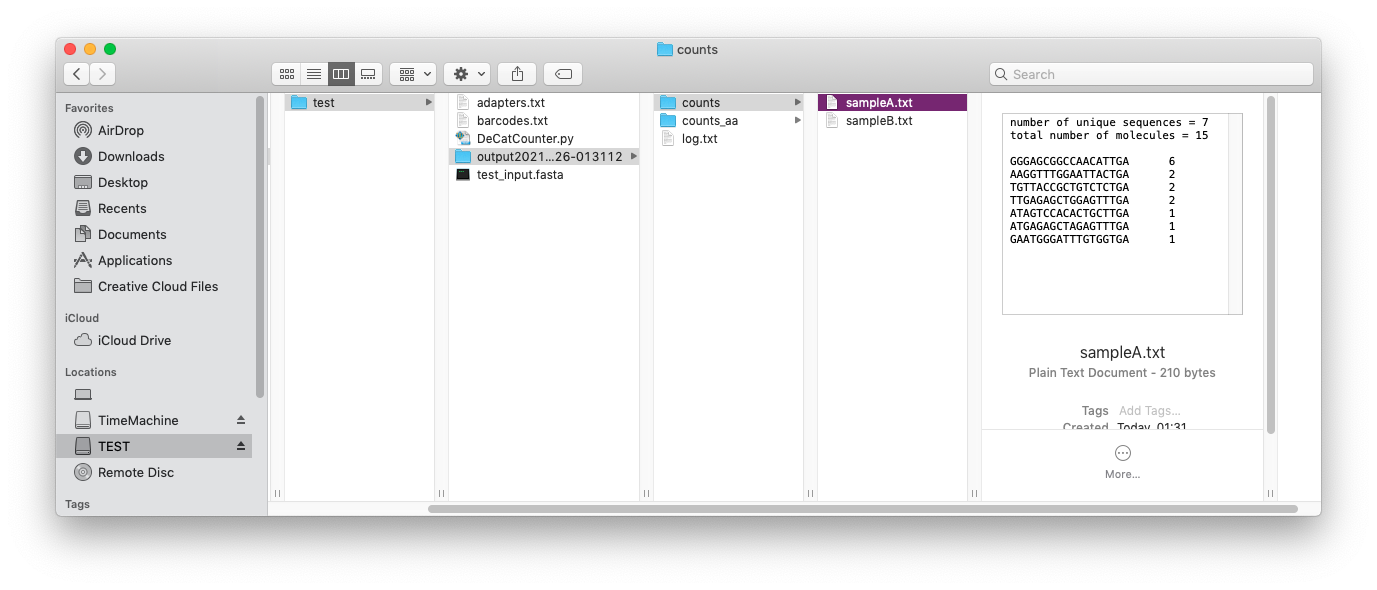 counts
Search
Favorites
AirDrop
Downloads
Desktop
Recents
Documents
Applications
Creative Cloud Files
iCloud
iCloud Drive
Locations
TimeMachine
TEST
Remote Disc
Tags
test
adapters.txt
barcodes.txt
DeCatCounter.py
output2021...26-013112
test_input.fasta
counts
counts_aa
log.txt
sampleA.txt
sampleB.txt
number of unique sequences = 7
total number of molecules = 15
GGGAGCGGCCAACATTGA 6
AAGGTTTGGAATTACTGA 2
TGTTACCGCTGTCTCTGA 2
TTGAGAGCTGGAGTTTGA 2
ATAGTCCACACTGCTTGA 1
ATGAGAGCTAGAGTTTGA 1
GAATGGGATTTGTGGTGA 1
sampleA.txt
Plain Text Document - 210 bytes
Tags Add Tags...
Created Today, 01:31
More...